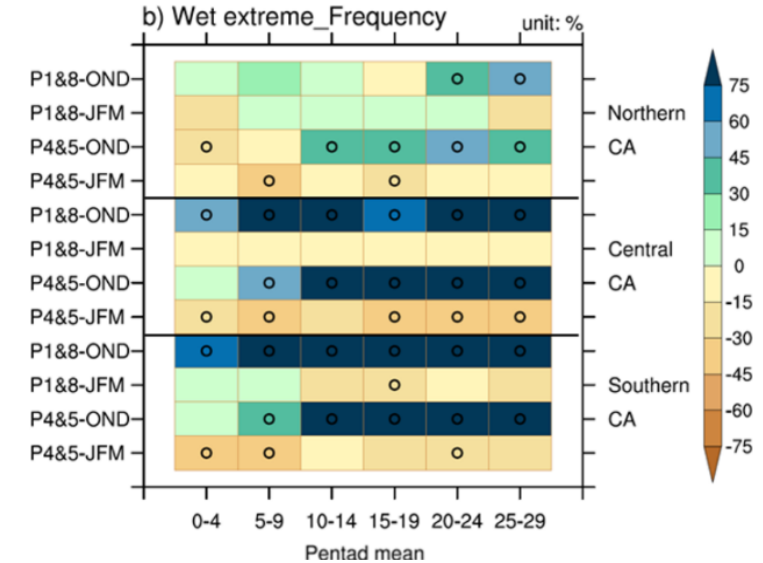 b) Wet extreme_Frequency
unit: %
P1&8-OND
P1&8-JFM
Northern
P4&5-OND
CA
P4&5-JFM
P1&8-OND
P1&8-JFM
Central
P4&5-OND
CA
P4&5-JFM
P1&8-OND
P1&8-JFM
Southern
P4&5-OND
CA
P4&5-JFM
75
60
45
30
15
0
-15
-30
-45
-60
-75
0-4 5-9 10-14 15-19 20-24 25-29
Pentad mean